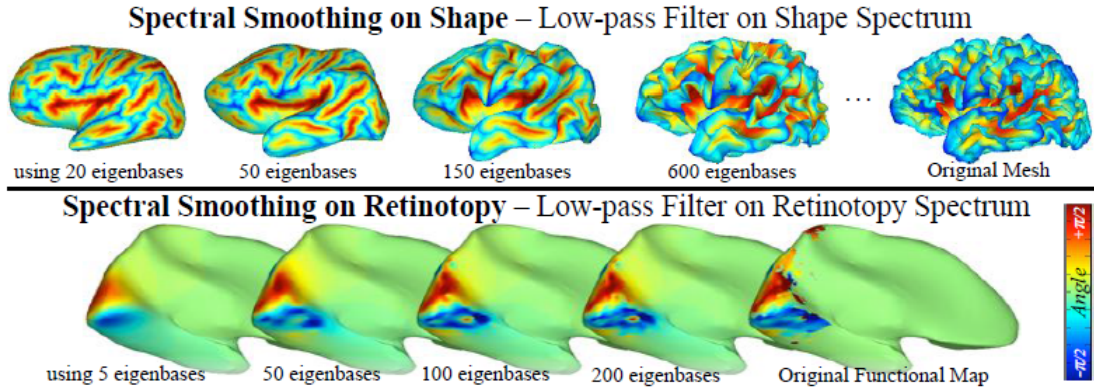 Spectral Smoothing on Shape – Low-pass Filter on Shape Spectrum
using 20 eigenbases
50 eigenbases
150 eigenbases
600 eigenbases
...
Original Mesh
Spectral Smoothing on Retinotopy – Low-pass Filter on Retinotopy Spectrum
using 5 eigenbases
50 eigenbases
100 eigenbases
200 eigenbases
Original Functional Map
+π/2
Angle
-π/2